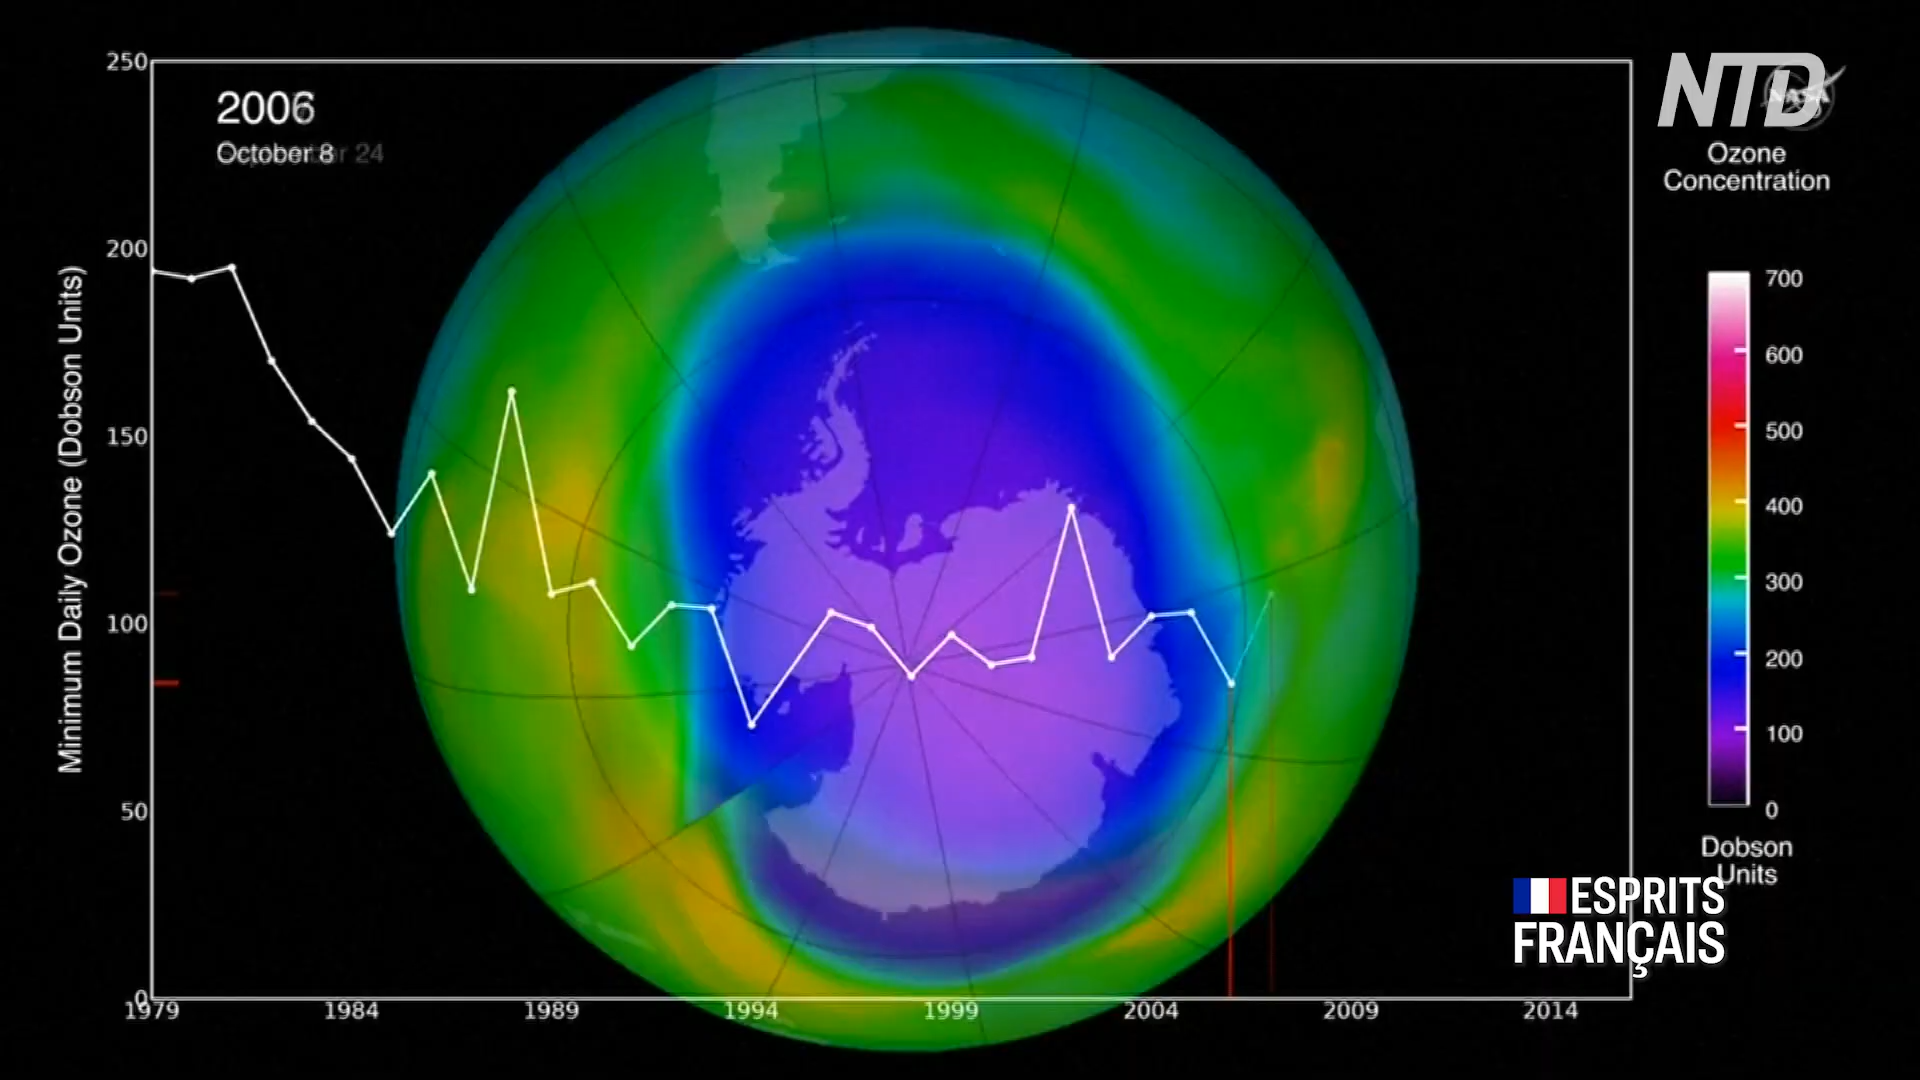 250
200
150
100
50
0
Minimum Daily Ozone (Dobson Units)
2006
October 8
September 24
1979
1984
1989
1994
1999
2004
2009
2014
NTD
NASA
Ozone
Concentration
700
600
500
400
300
200
100
0
Dobson
Units
ESPRITS
FRANÇAIS